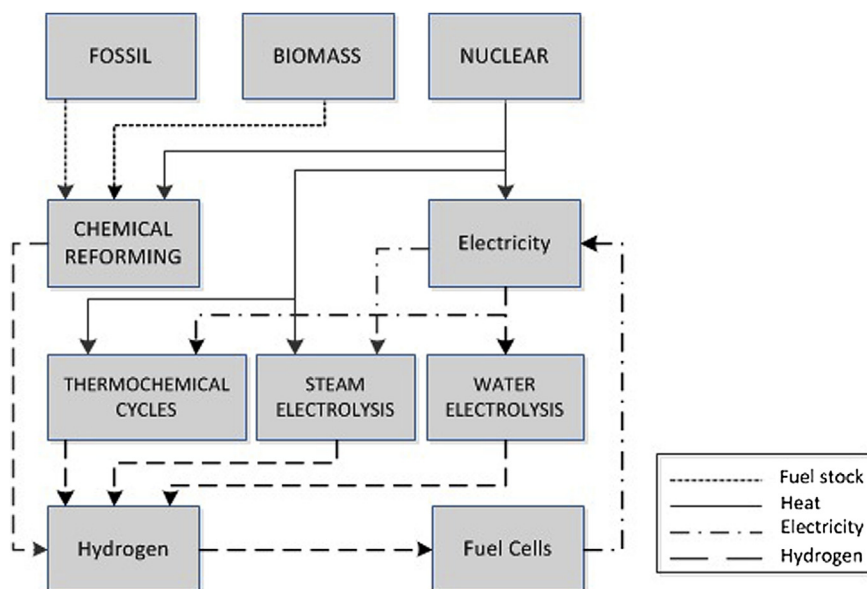 FOSSIL
BIOMASS
NUCLEAR
CHEMICAL
REFORMING
Electricity
THERMOCHEMICAL
CYCLES
STEAM
ELECTROLYSIS
WATER
ELECTROLYSIS
Hydrogen
Fuel Cells
Fuel stock
Heat
Electricity
Hydrogen